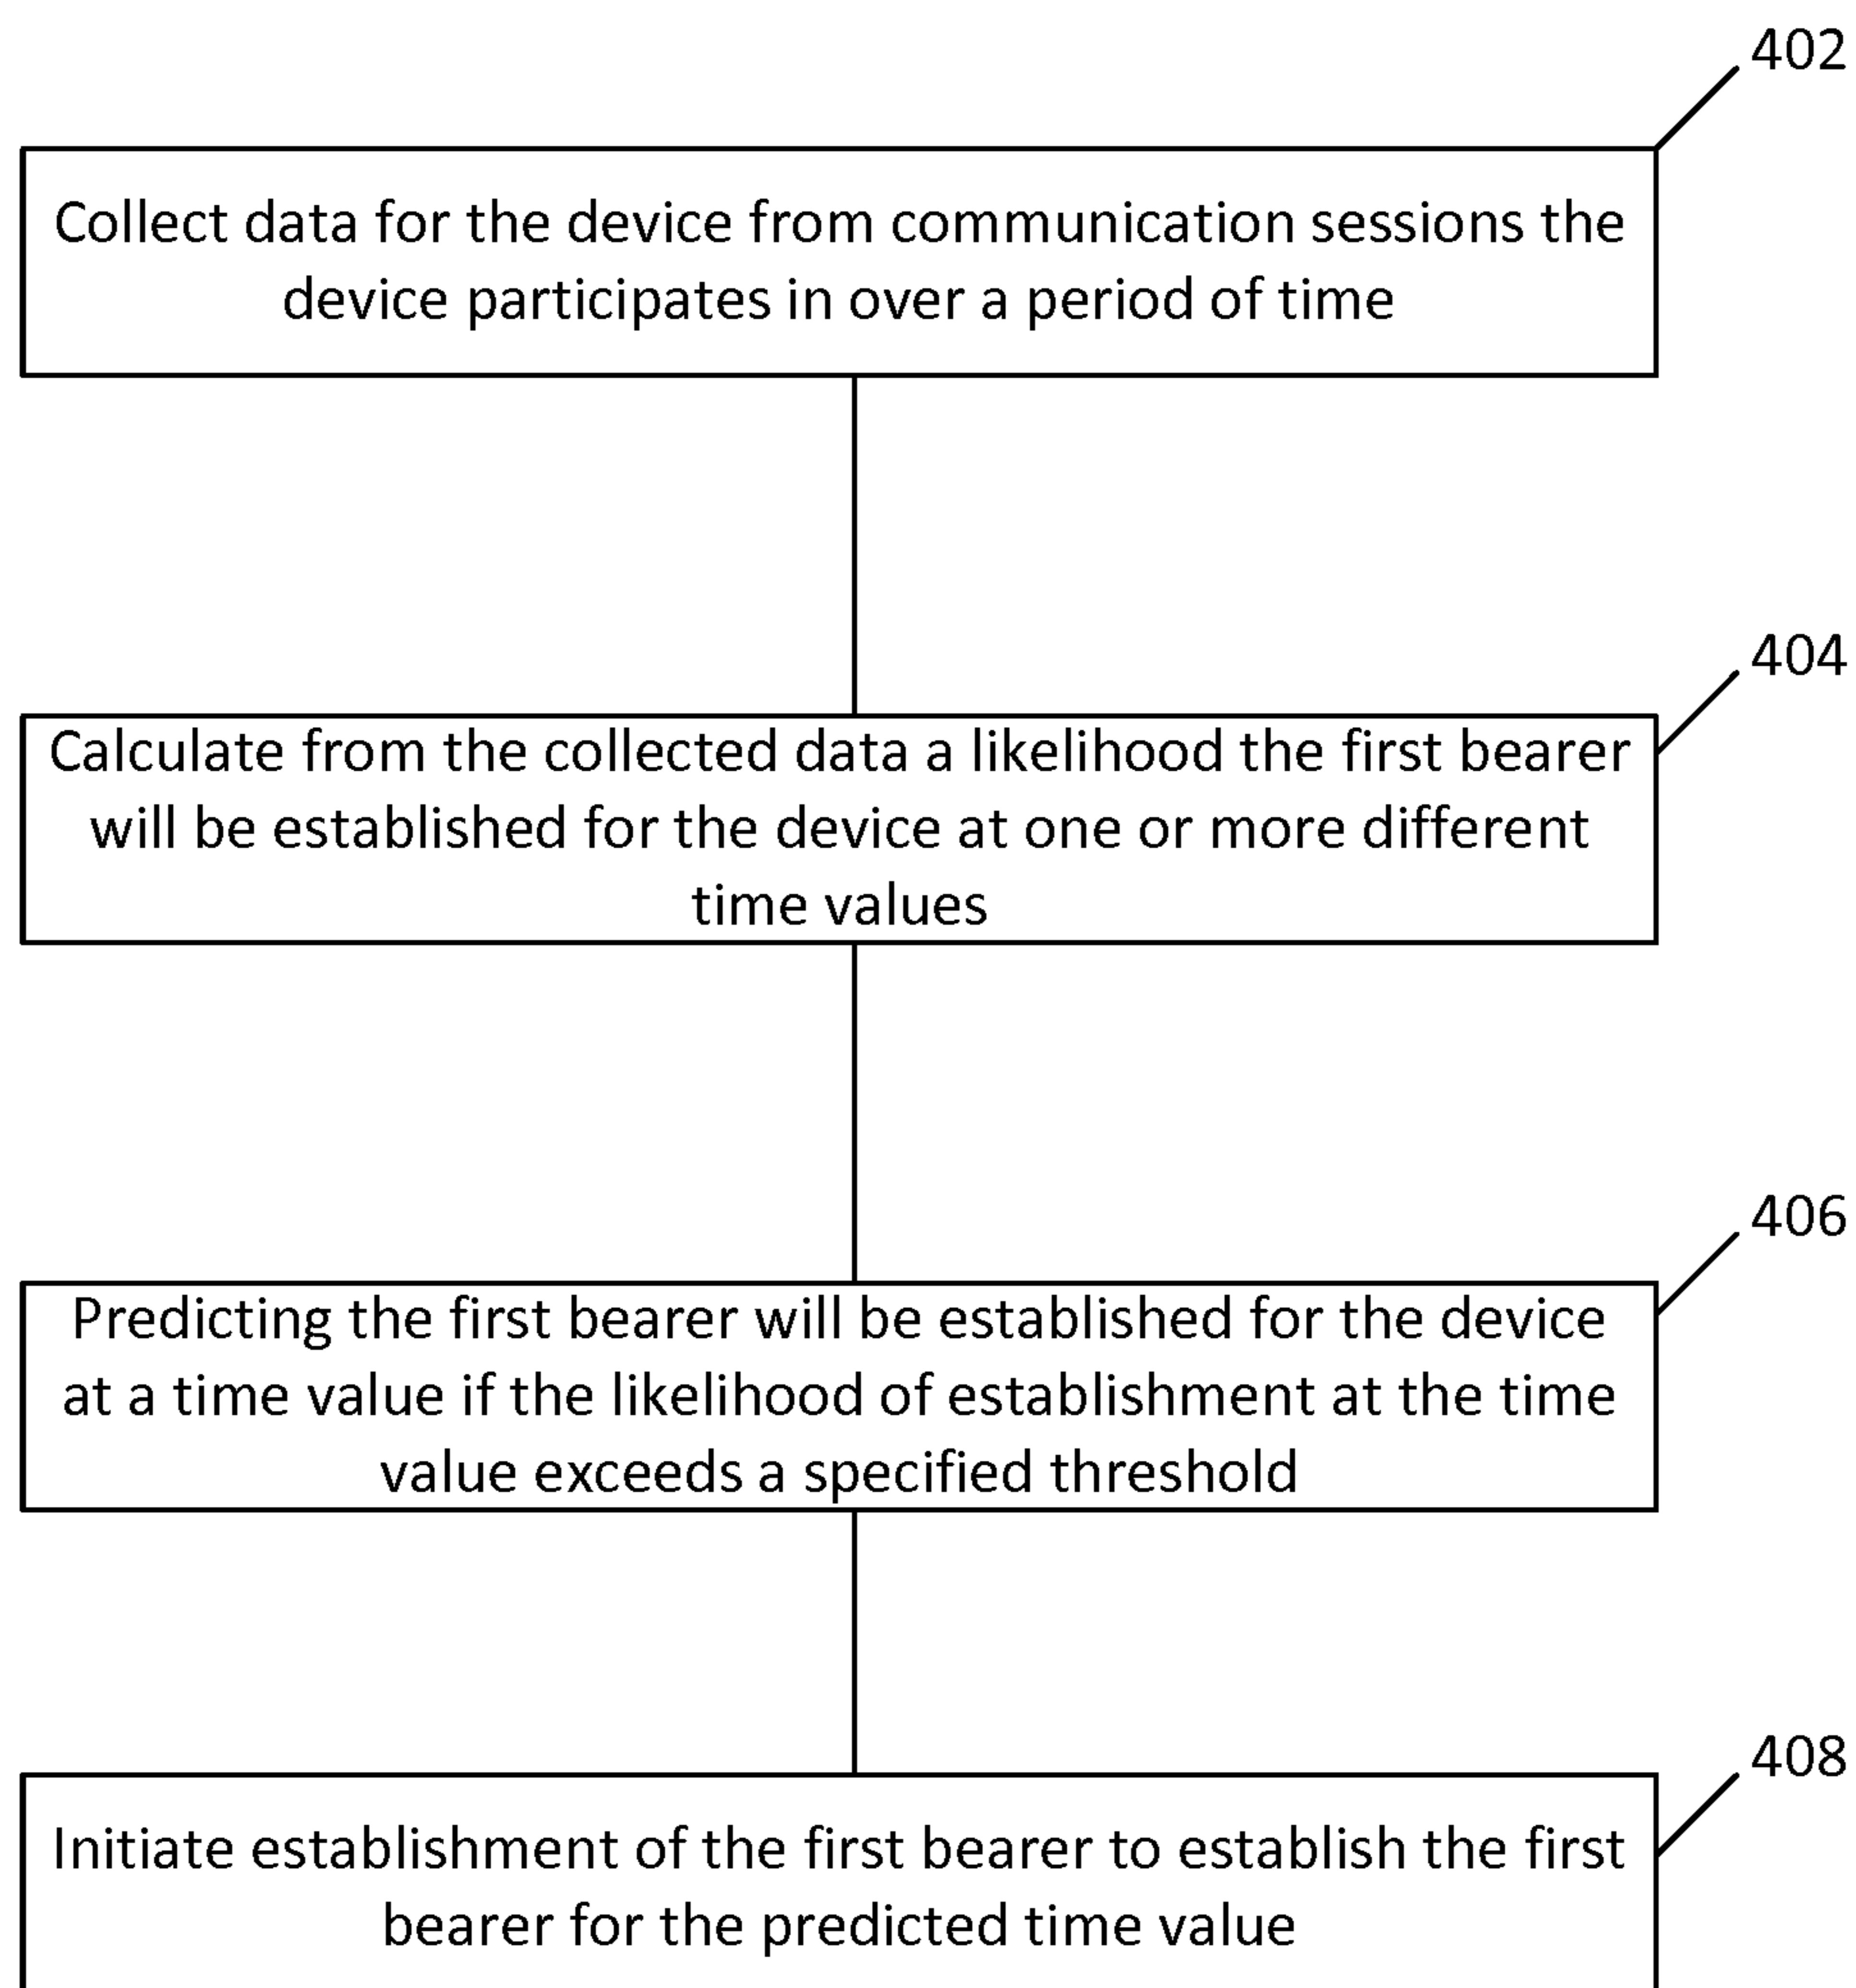 402
Collect data for the device from communication sessions the
device participates in over a period of time
404
Calculate from the collected data a likelihood the first bearer
will be established for the device at one or more different
time values
406
Predicting the first bearer will be established for the device
at a time value if the likelihood of establishment at the time
value exceeds a specified threshold
408
Initiate establishment of the first bearer to establish the first
bearer for the predicted time value